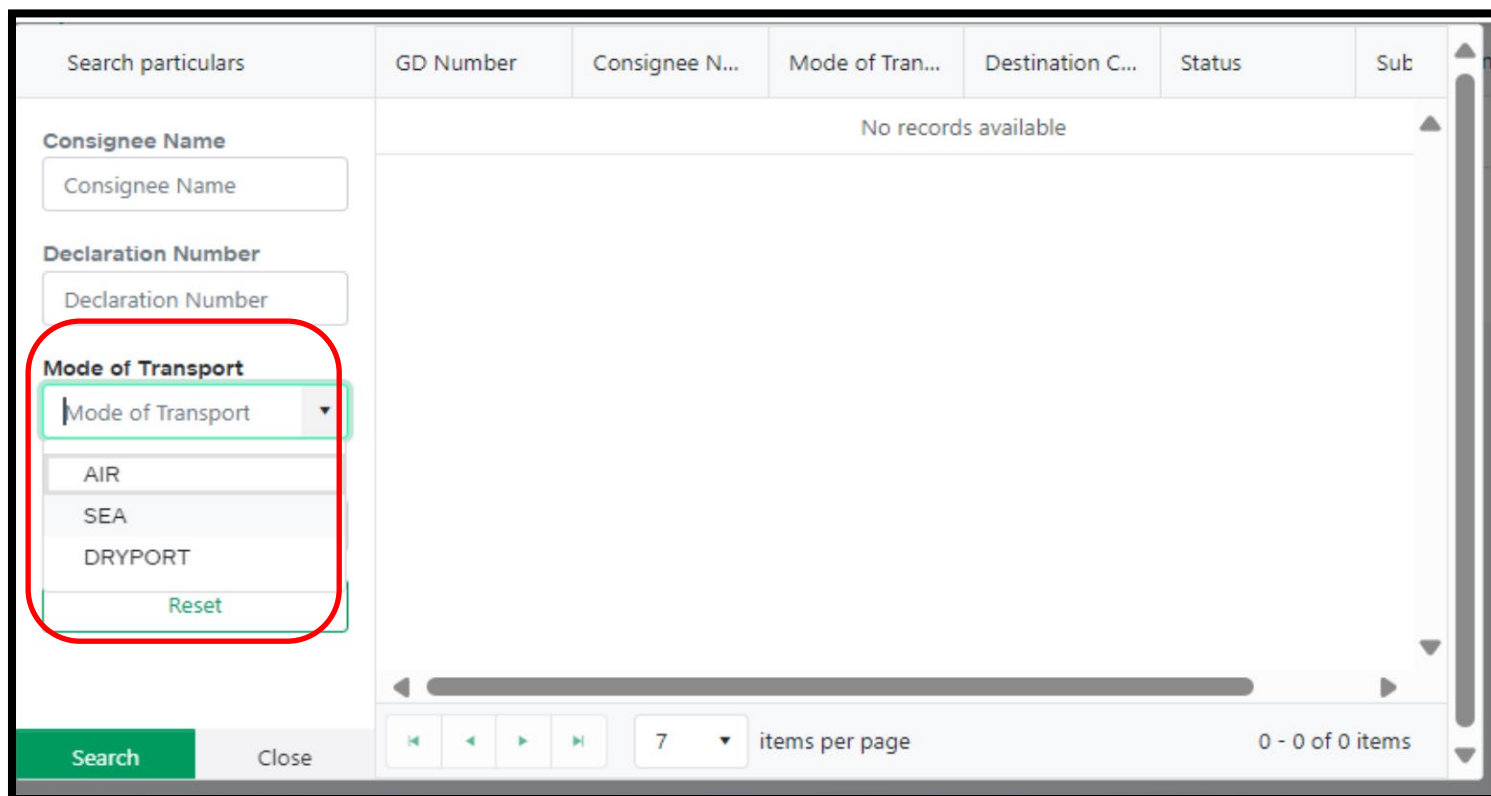 Search particulars
GD Number Consignee N... Mode of Tran... Destination C... Status Sub
No records available
Consignee Name
Consignee Name
Declaration Number
Declaration Number
Mode of Transport
Mode of Transport
AIR
SEA
DRYPORT
Reset
Search Close
7 items per page 0 - 0 of 0 items